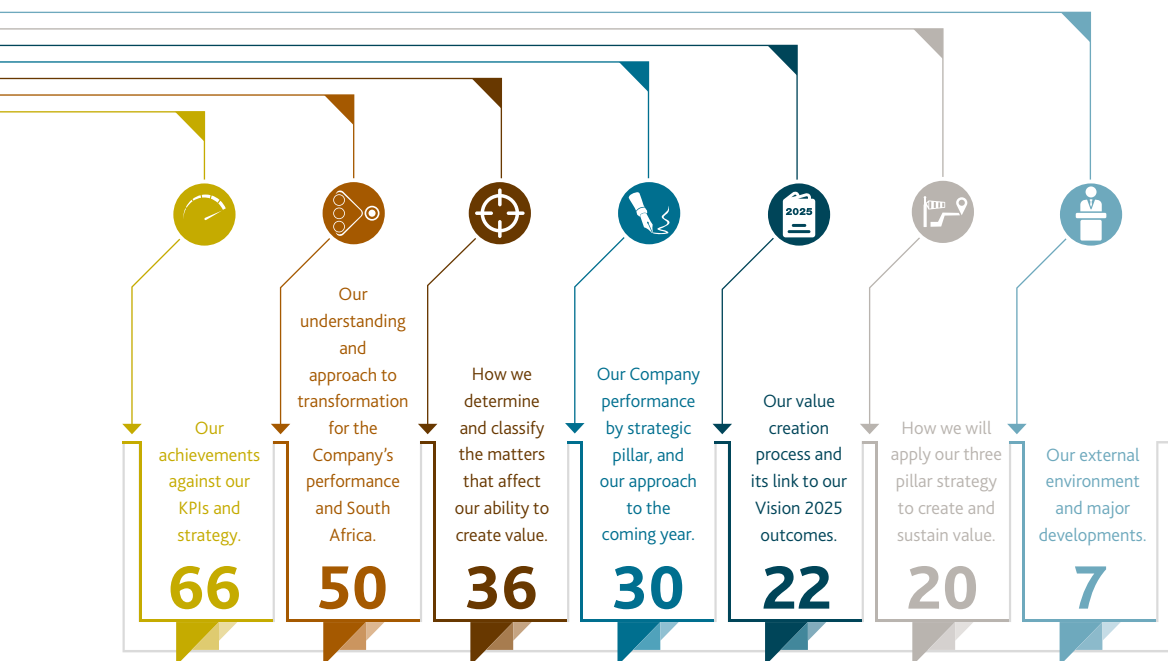 2025
Our
achievements
against our
KPIs and
strategy.
66
Our
understanding
and
approach to
transformation
for the
Company’s
performance
and South
Africa.
50
How we
determine
and classify
the matters
that affect
our ability to
create value.
36
Our Company
performance
by strategic
pillar, and
our approach
to the
coming year.
30
Our value
creation
process and
its link to our
Vision 2025
outcomes.
22
How we will
apply our three
pillar strategy
to create and
sustain value.
20
Our external
environment
and major
developments.
7